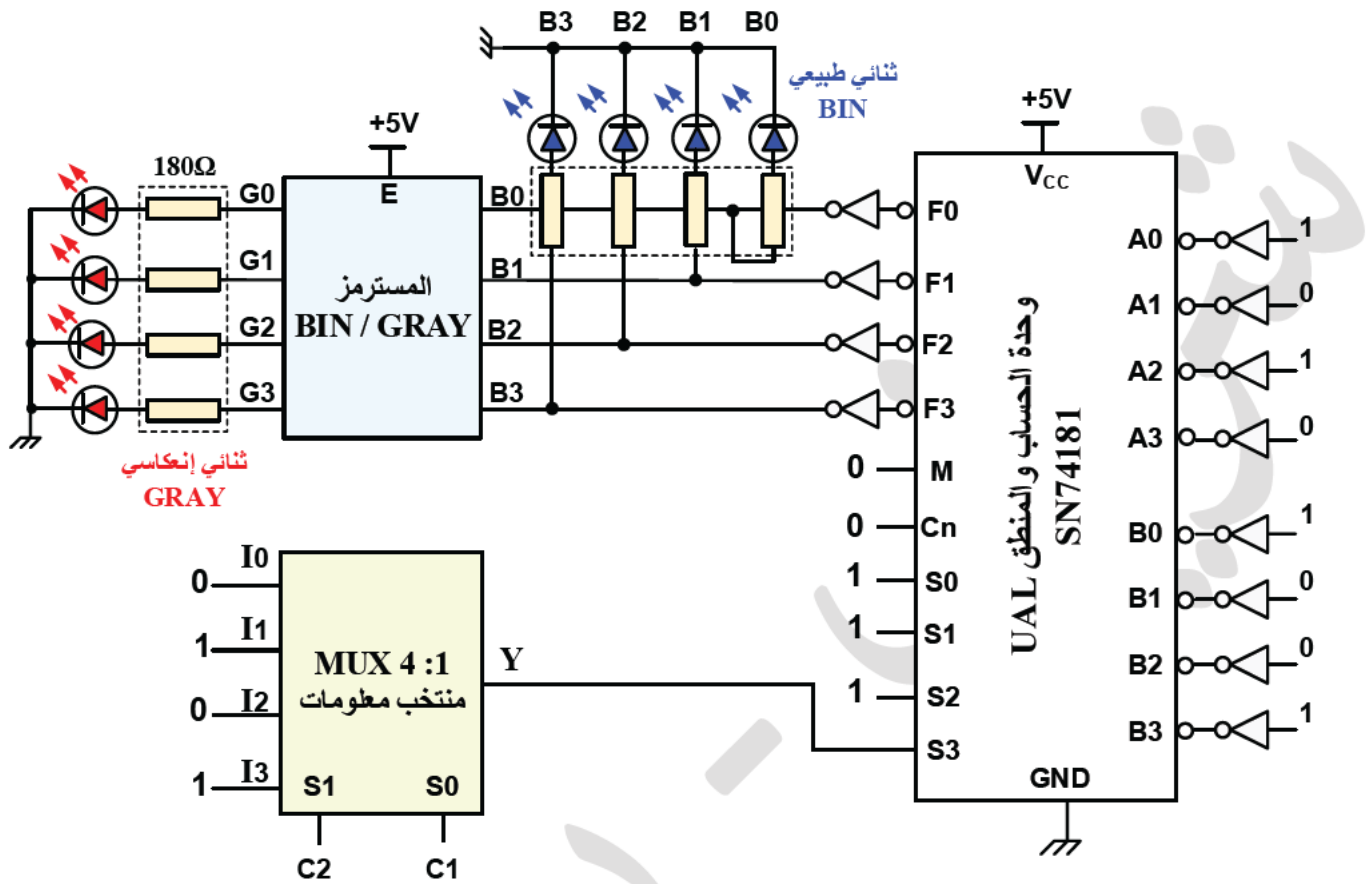 B3 B2 B1 B0
ثنائي طبيعي
BIN
+5V
+5V
180Ω
VCC
E
G0
G1
G2
G3
المسترمز
BIN / GRAY
B0
B1
B2
B3
ثنائي إنعكاسي
GRAY
F0
F1
F2
F3
0 M
0 Cn
1 S0
1 S1
1 S2
S3
وحدة الحساب والمنطق UAL
SN74181
A0 1
A1 0
A2 1
A3 0
B0 1
B1 0
B2 0
B3 1
GND
0 I0
1 I1
0 I2
1 I3
MUX 4 :1
منتخب معلومات
Y
S1 S0
C2 C1